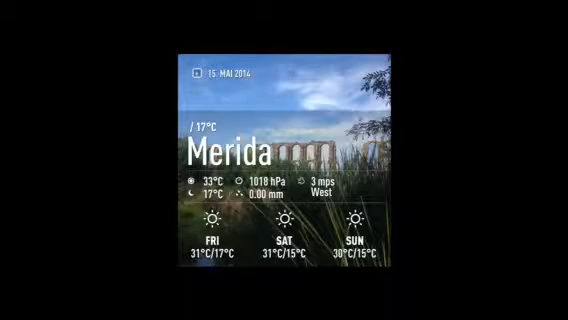 15. MAI 2014
/ 17°C
Merida
33°C 1018 hPa 3 mps
17°C 0.00 mm West
FRI SAT SUN
31°C/17°C 31°C/15°C 30°C/15°C